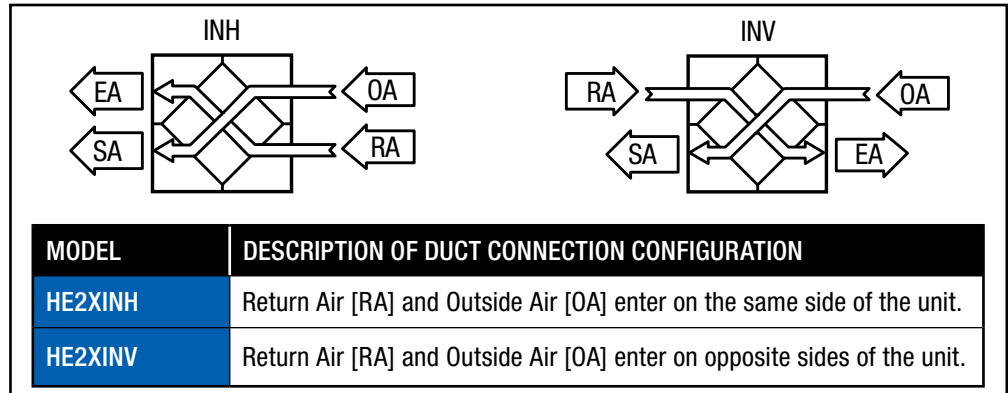 INH
INV
EA
OA
RA
OA
SA
RA
SA
EA
MODEL
DESCRIPTION OF DUCT CONNECTION CONFIGURATION
HE2XINH
Return Air [RA] and Outside Air [OA] enter on the same side of the unit.
HE2XINV
Return Air [RA] and Outside Air [OA] enter on opposite sides of the unit.